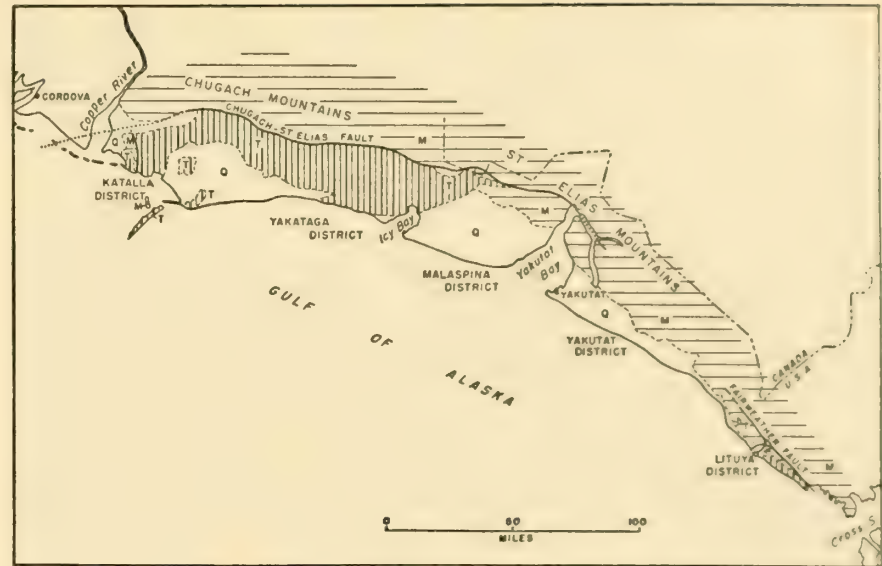 CHUGACH MOUNTAINS
CORDOVA
Copper River
CHUGACH-ST ELIAS FAULT
ST ELIAS MOUNTAINS
M
M
M
M
M
M
Q
Q
Q
Q
T
T
T
T
T
T
KATALLA
DISTRICT
YAKATAGA
DISTRICT
Icy Bay
MALASPINA
DISTRICT
Yakutat
Bay
YAKUTAT
YAKUTAT
DISTRICT
GULF
OF
ALASKA
CANADA
U.S.A
FAIRWEATHER FAULT
LITUYA
DISTRICT
Cross S.
0 50 100
MILES